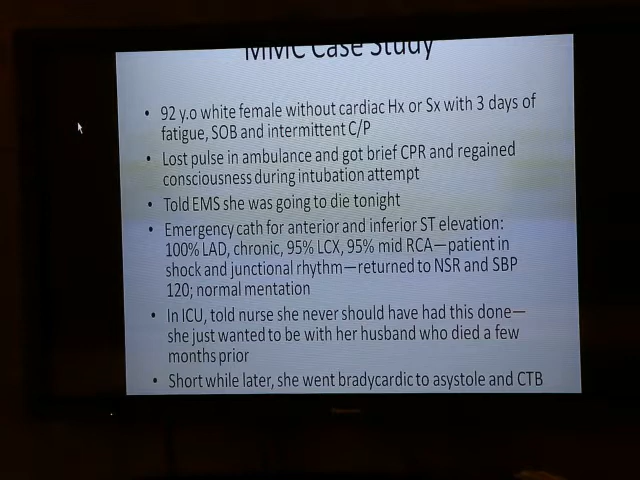 MMC Case Study
• 92 y.o white female without cardiac Hx or Sx with 3 days of
fatigue, SOB and intermittent C/P
• Lost pulse in ambulance and got brief CPR and regained
consciousness during intubation attempt
• Told EMS she was going to die tonight
• Emergency cath for anterior and inferior ST elevation:
100% LAD, chronic, 95% LCX, 95% mid RCA—patient in
shock and junctional rhythm—returned to NSR and SBP
120; normal mentation
• In ICU, told nurse she never should have had this done—
she just wanted to be with her husband who died a few
months prior
• Short while later, she went bradycardic to asystole and CTB